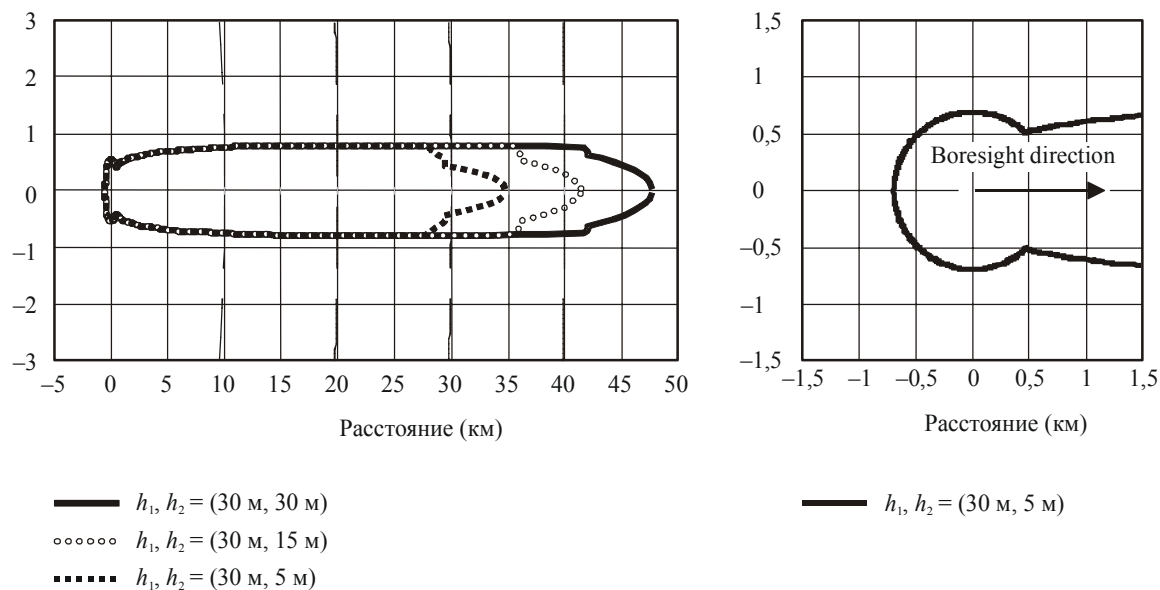 3
2
1
0
–1
–2
–3
–5 0 5 10 15 20 25 30 35 40 45 50
Расстояние (км)
h₁, h₂ = (30 м, 30 м)
h₁, h₂ = (30 м, 15 м)
h₁, h₂ = (30 м, 5 м)
1,5
1
0,5
0
–0,5
–1
–1,5
Boresight direction
–1,5 –1 –0,5 0 0,5 1 1,5
Расстояние (км)
h₁, h₂ = (30 м, 5 м)